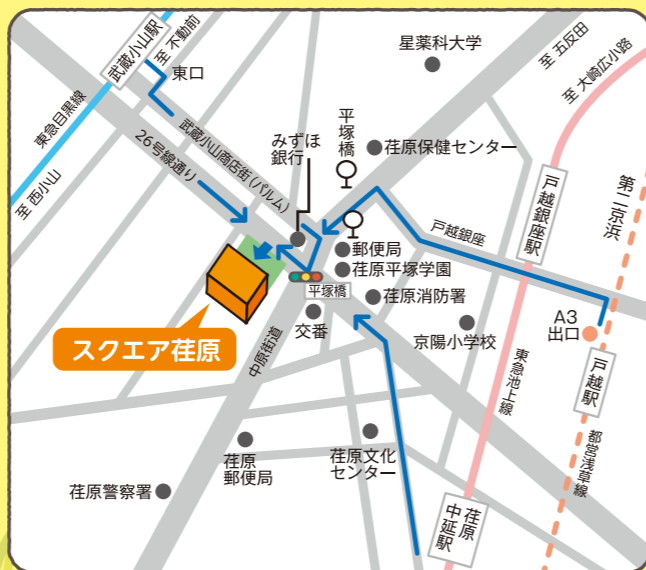 武蔵小山駅
至 不動前
東口
東急目黒線
至 西小山
26号線通り
武蔵小山商店街（パルム）
みずほ
銀行
平塚橋
星薬科大学
至 五反田
至 大崎広小路
荏原保健センター
戸越銀座駅
第二京浜
戸越銀座
郵便局
荏原平塚学園
平塚橋
荏原消防署
交番
京陽小学校
A3
出口
戸越駅
東急池上線
都営浅草線
スクエア荏原
中原街道
荏原
郵便局
荏原文化
センター
荏原警察署
荏原
中延駅